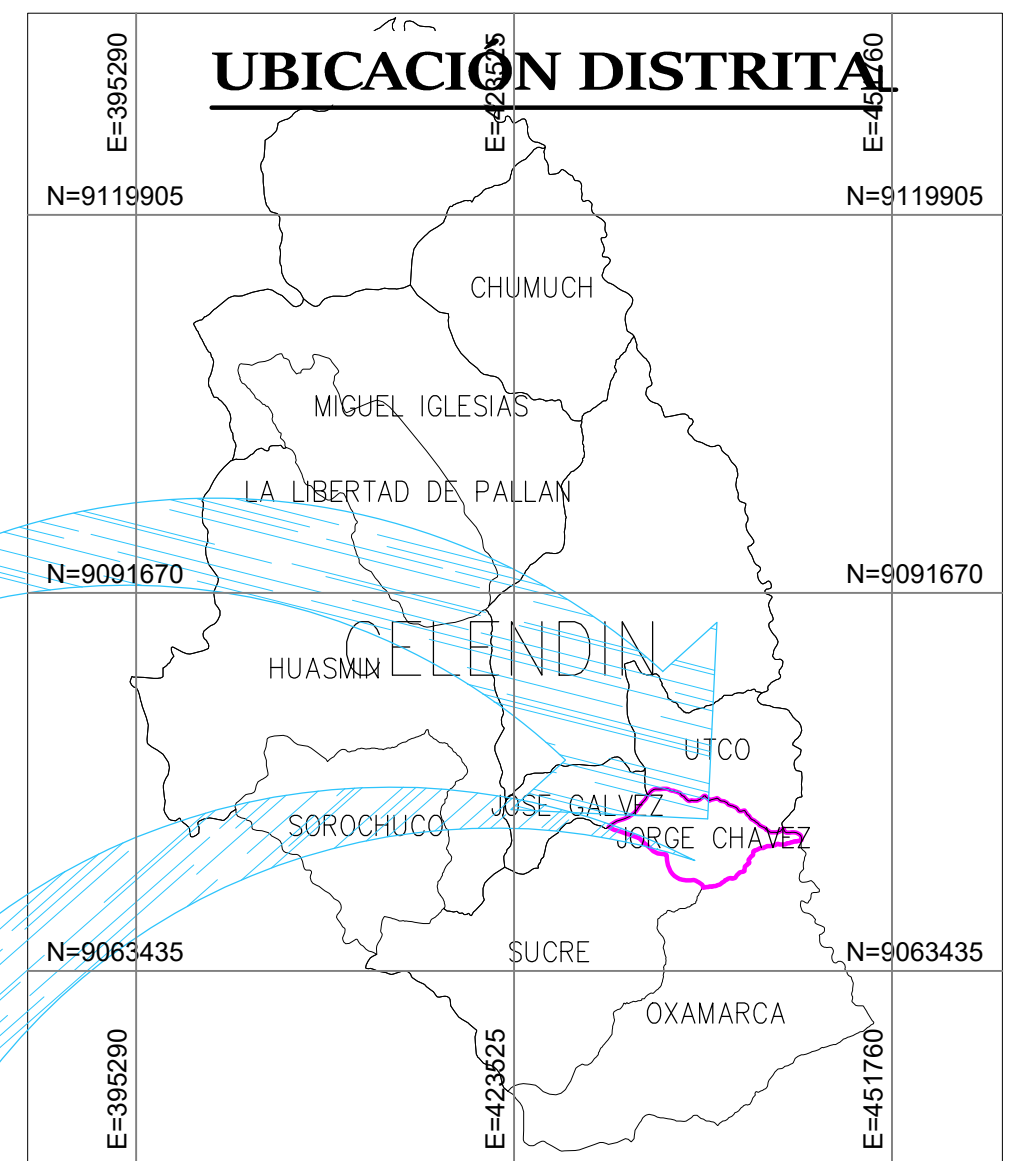 UBICACIÓN DISTRITAL
E=395290
E=423525
E=451760
N=9119905
N=9119905
CHUMUCH
MIGUEL IGLESIAS
LA LIBERTAD DE PALLAN
N=9091670
N=9091670
CELENDIN
HUASMIN
UTCO
JOSE GALVEZ
SOROCHUCO
JORGE CHAVEZ
N=9063435
N=9063435
SUCRE
OXAMARCA
E=395290
E=423525
E=451760